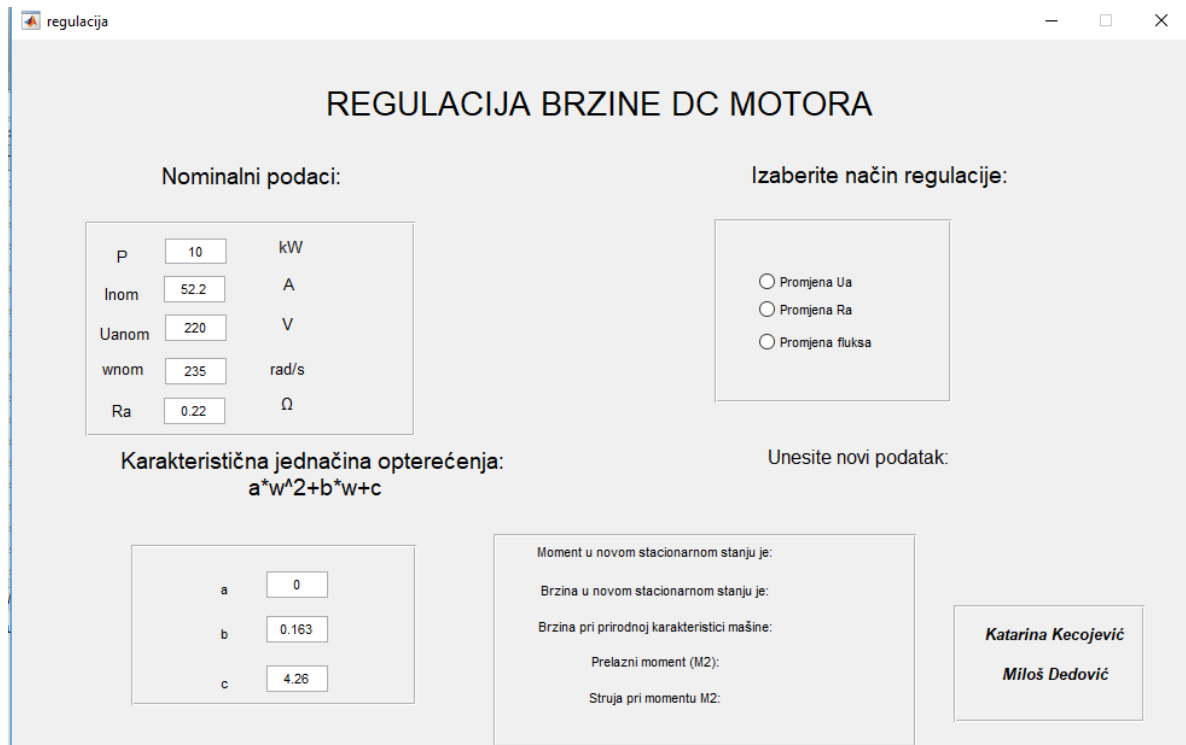 regulacija
REGULACIJA BRZINE DC MOTORA
Nominalni podaci:
P 10 kW
Inom 52.2 A
Uanom 220 V
wnom 235 rad/s
Ra 0.22 Ω
Izaberite način regulacije:
Promjena Ua
Promjena Ra
Promjena fluksa
Karakteristična jednačina opterećenja:
a*w^2+b*w+c
a 0
b 0.163
c 4.26
Unesite novi podatak:
Moment u novom stacionarnom stanju je:
Brzina u novom stacionarnom stanju je:
Brzina pri prirodnoj karakteristici mašine:
Prelazni moment (M2):
Struja pri momentu M2:
Katarina Kecojević
Miloš Dedović